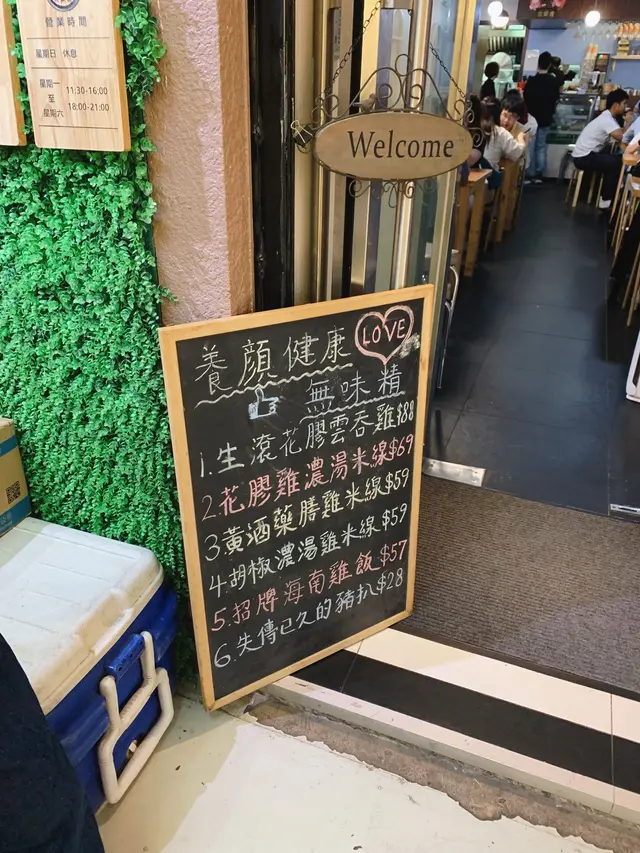 營業時間
星期日 休息
星期一 11:30-16:00
至 18:00-21:00
星期六
Welcome
養顏健康
LOVE
無味精
1.生滾花膠雲吞雞$88
2.花膠雞濃湯米線$69
3黃酒藥膳雞米線$59
4.胡椒濃湯雞米線$59
5.招牌海南雞飯$57
6.失傳已久的豬扒$28